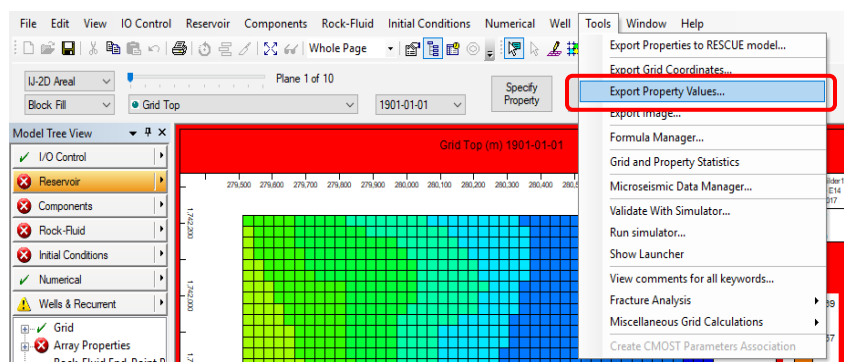 File Edit View IO Control Reservoir Components Rock-Fluid Initial Conditions Numerical Well Tools Window Help
Whole Page
IJ-2D Areal
Plane 1 of 10
Block Fill
Grid Top
1901-01-01
Specify Property
Export Properties to RESCUE model...
Export Grid Coordinates...
Export Property Values...
Export Image...
Formula Manager...
Grid and Property Statistics
Microseismic Data Manager...
Validate With Simulator...
Run simulator...
Show Launcher
View comments for all keywords...
Fracture Analysis
Miscellaneous Grid Calculations
Create CMOST Parameters Association
Model Tree View
I/O Control
Reservoir
Components
Rock-Fluid
Initial Conditions
Numerical
Wells & Recurrent
Grid
Array Properties
Grid Top (m) 1901-01-01
279,500 279,600 279,700 279,800 279,900 280,000 280,100 280,200 280,300 280,400
1,742,200
1,742,000